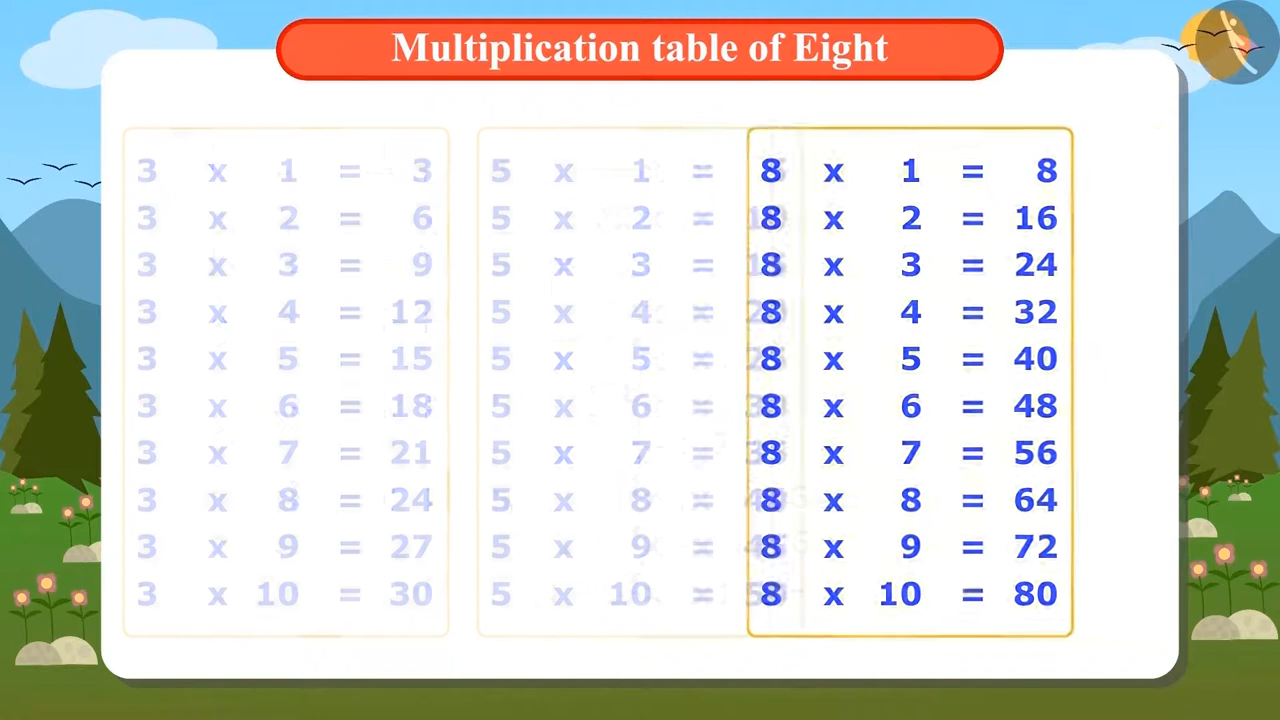 Multiplication table of Eight
3 x 1 = 3
3 x 2 = 6
3 x 3 = 9
3 x 4 = 12
3 x 5 = 15
3 x 6 = 18
3 x 7 = 21
3 x 8 = 24
3 x 9 = 27
3 x 10 = 30
5 x 1 =
5 x 2 =
5 x 3 =
5 x 4 =
5 x 5 =
5 x 6 =
5 x 7 =
5 x 8 =
5 x 9 =
5 x 10 =
8 x 1 = 8
8 x 2 = 16
8 x 3 = 24
8 x 4 = 32
8 x 5 = 40
8 x 6 = 48
8 x 7 = 56
8 x 8 = 64
8 x 9 = 72
8 x 10 = 80